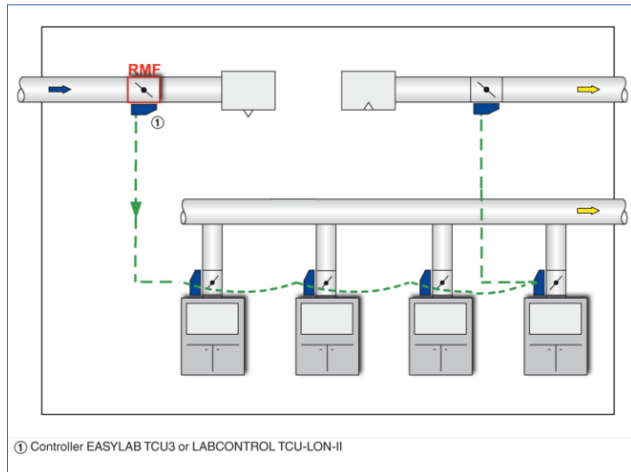 RMF
①
① Controller EASYLAB TCU3 or LABCONTROL TCU-LON-II